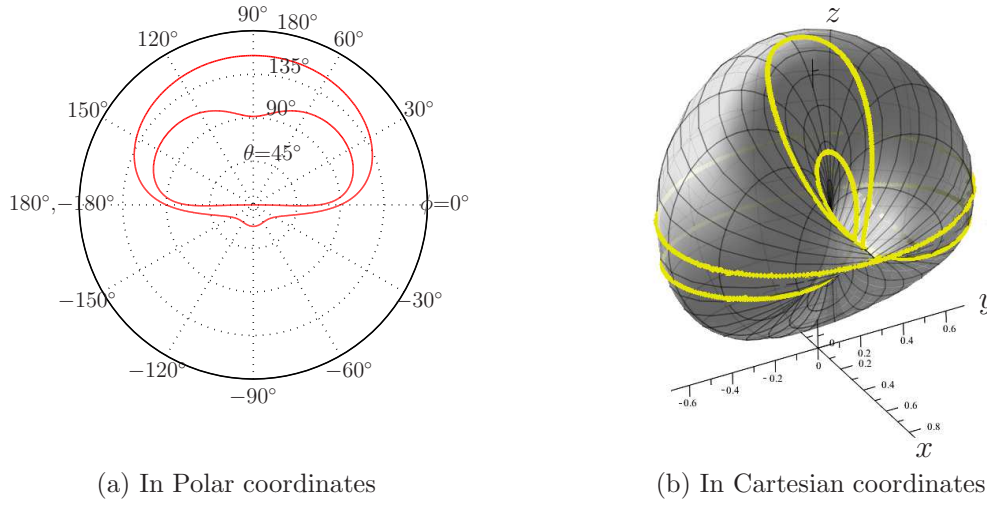 90° 180°
120° 60°
135°
150° 90° 30°
θ=45°
180°,−180° ϕ=0°
−150° −30°
−120° −60°
−90°
z
y
0.6
0.4
0.2
0
0 0.2
−0.2
−0.4 0.4
−0.6 0.6
0.8
x
(a) In Polar coordinates
(b) In Cartesian coordinates